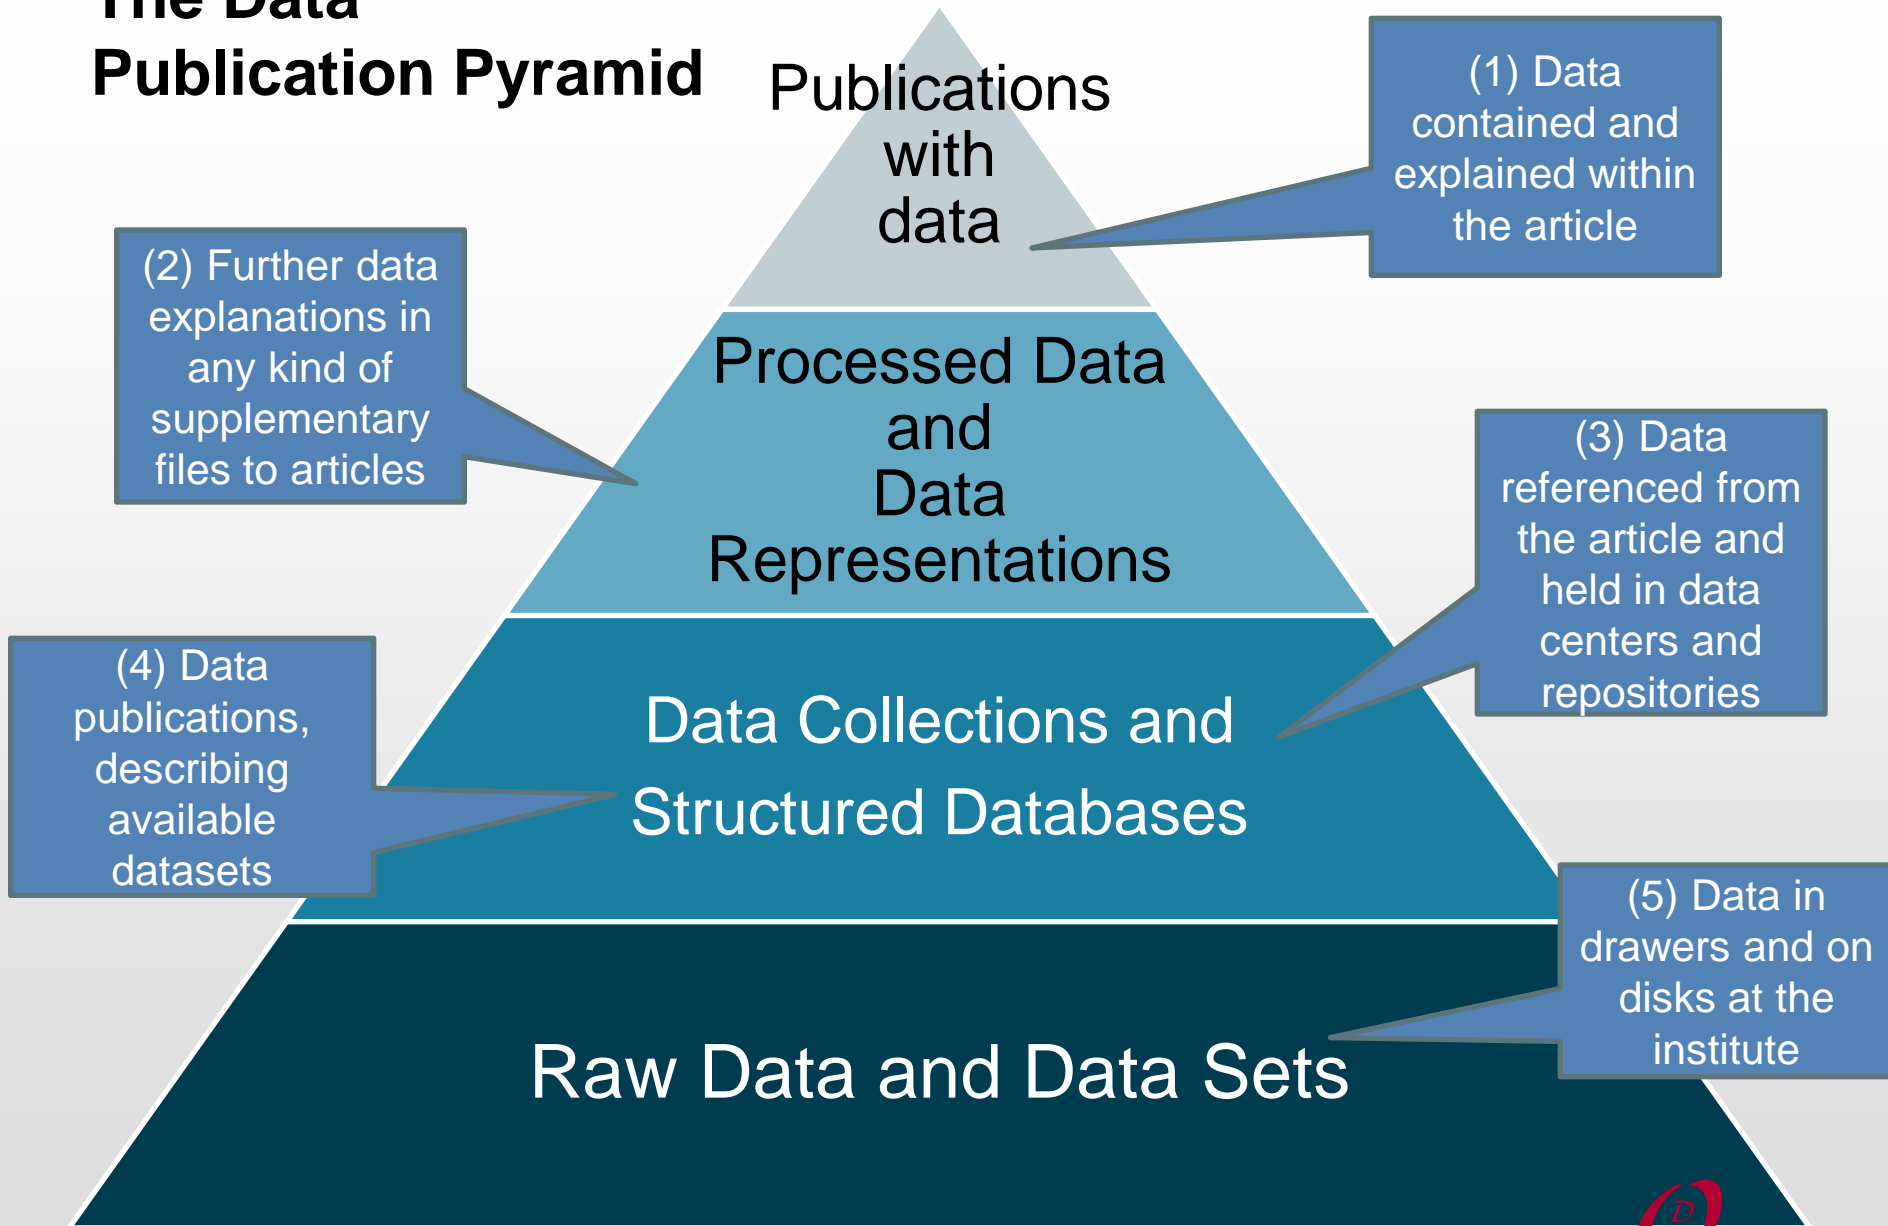 The Data
Publication Pyramid
Publications
with
data
(1) Data
contained and
explained within
the article
(2) Further data
explanations in
any kind of
supplementary
files to articles
Processed Data
and
Data
Representations
(3) Data
referenced from
the article and
held in data
centers and
repositories
(4) Data
publications,
describing
available
datasets
Data Collections and
Structured Databases
(5) Data in
drawers and on
disks at the
institute
Raw Data and Data Sets
D